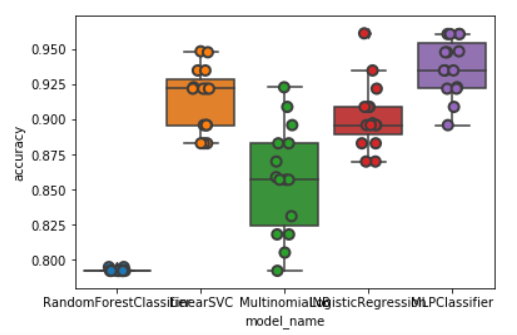 accuracy
0.950
0.925
0.900
0.875
0.850
0.825
0.800
RandomForestClassifier LinearSVC MultinomialNB LogisticRegression MLPClassifier
model_name